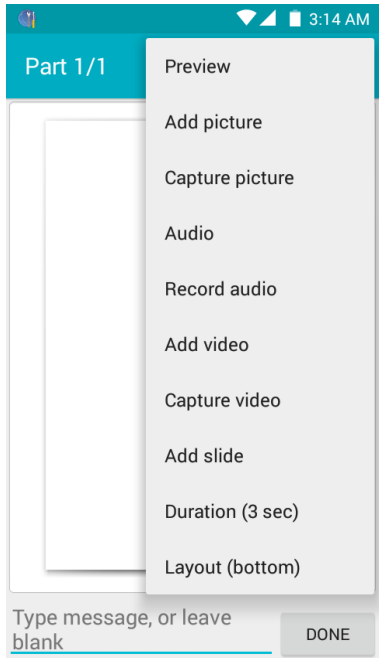 3:14 AM
Part 1/1
Preview
Add picture
Capture picture
Audio
Record audio
Add video
Capture video
Add slide
Duration (3 sec)
Layout (bottom)
Type message, or leave
blank
DONE